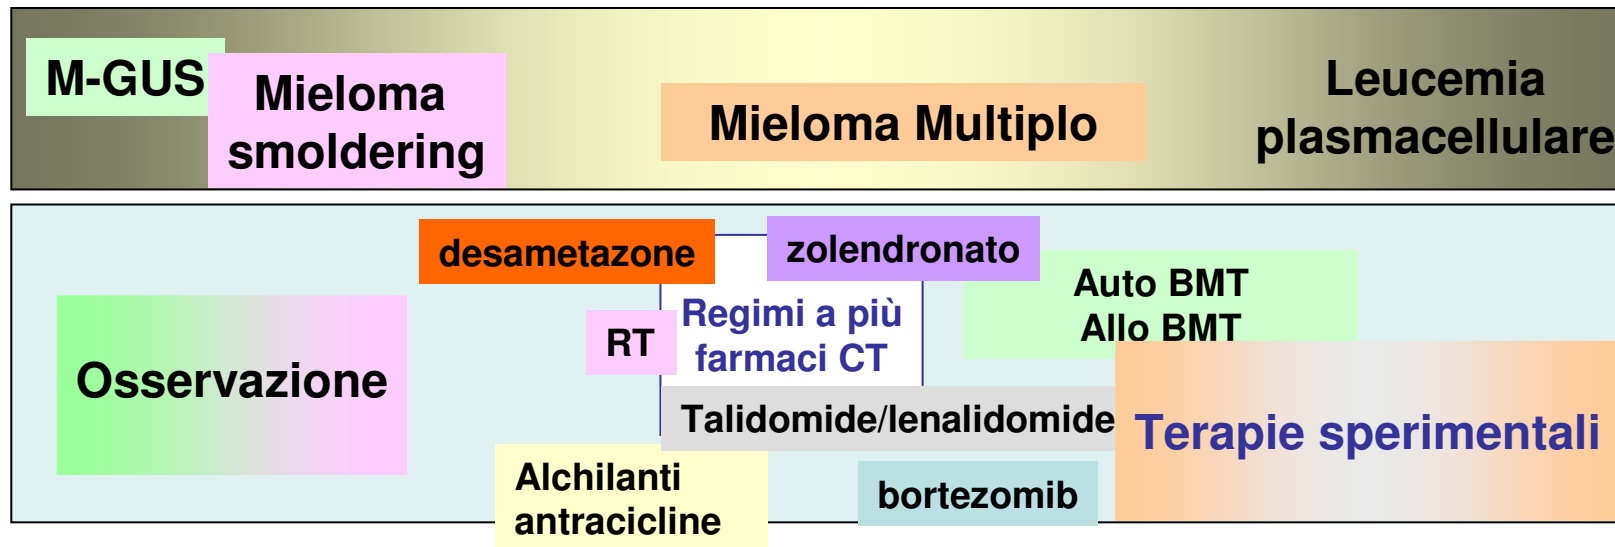 M-GUS
Mieloma
smoldering
Mieloma Multiplo
Leucemia
plasmacellulare
desametazone
zolendronato
Auto BMT
Allo BMT
RT
Regimi a più
farmaci CT
Osservazione
Talidomide/lenalidomide
Terapie sperimentali
Alchilanti
antracicline
bortezomib